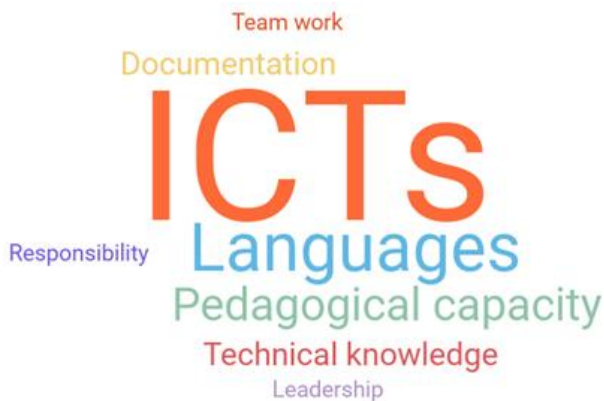 Team work
Documentation
ICTs
Languages
Responsibility
Pedagogical capacity
Technical knowledge
Leadership